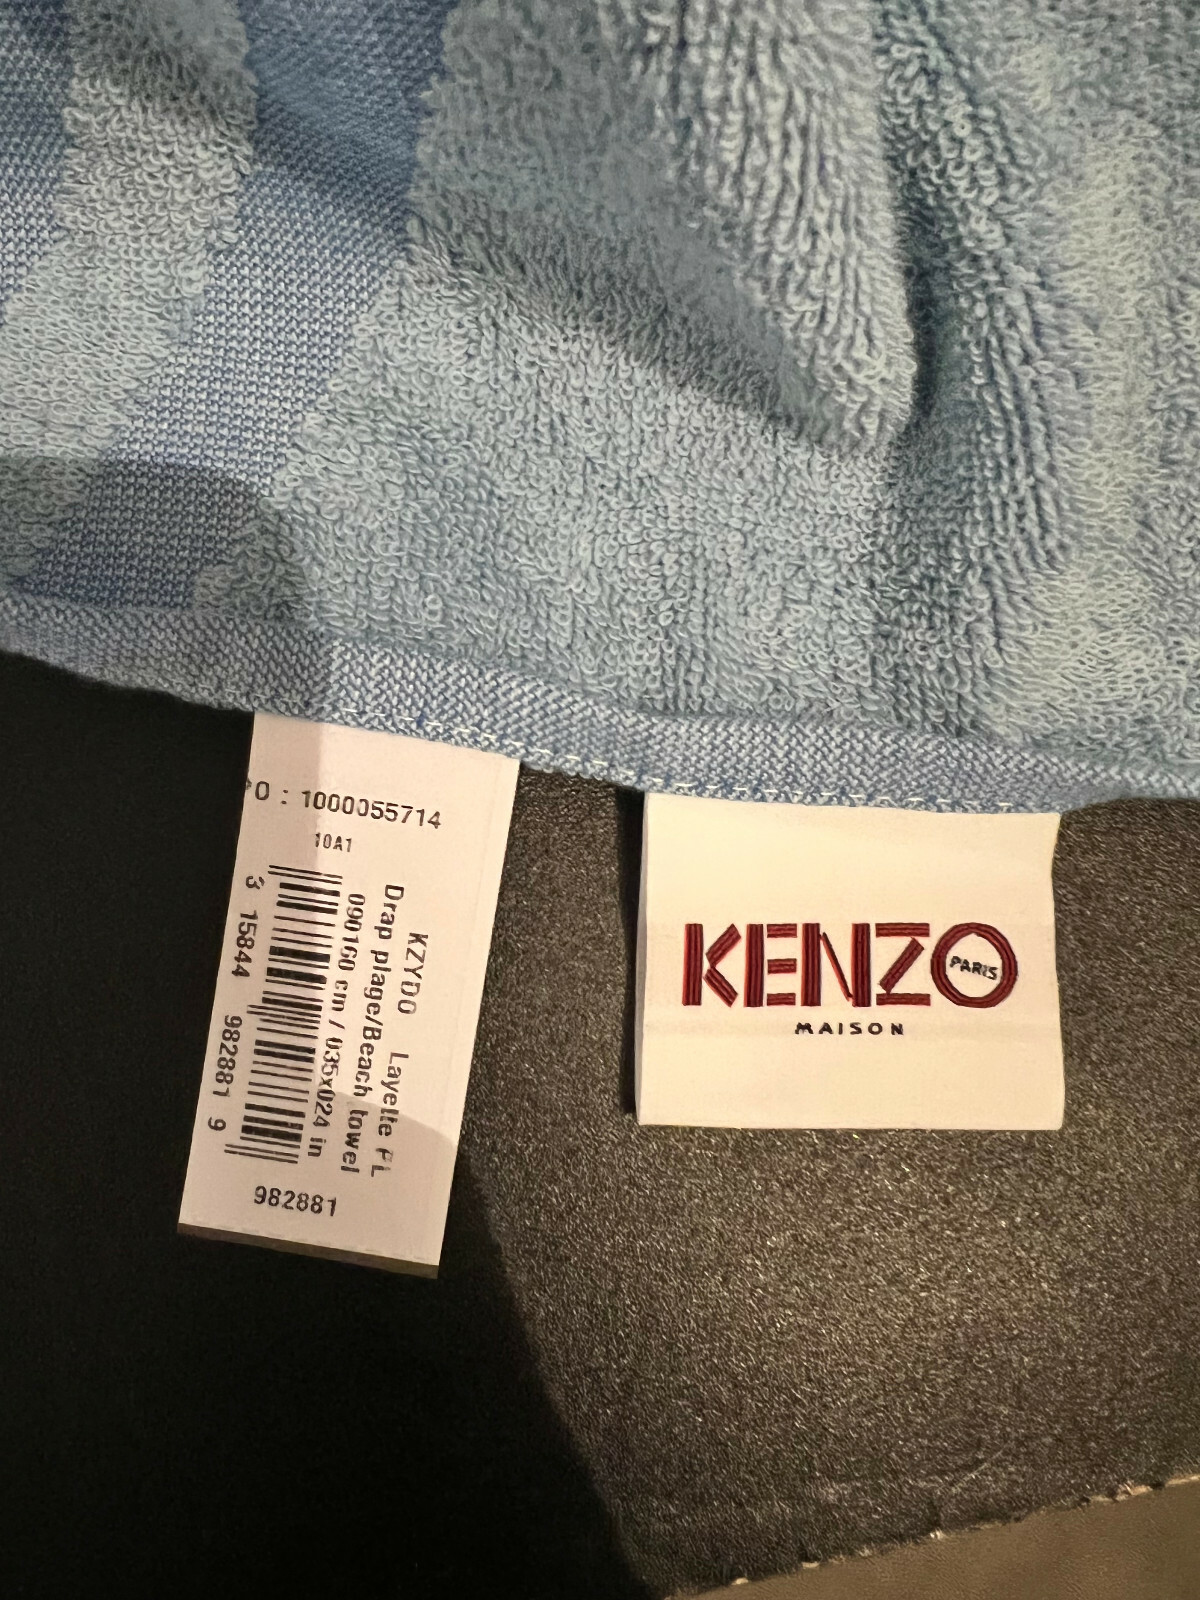 O : 1000055714
10A1
KZYDO Layette FL
Drap plage/Beach towel
090160 cm / 035x024 in
3 15844 982881 9
982881
KENZO
PARIS
MAISON